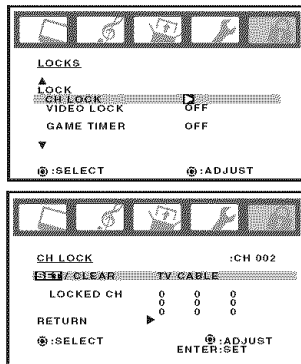 LOCKS
LOCK
CH LOCK
VIDEO LOCK OFF
GAME TIMER OFF
:SELECT :ADJUST
CH LOCK :CH 002
SET / CLEAR TV CABLE
LOCKED CH 0 0 0
0 0 0
0 0 0
RETURN
:SELECT :ADJUST
ENTER:SET